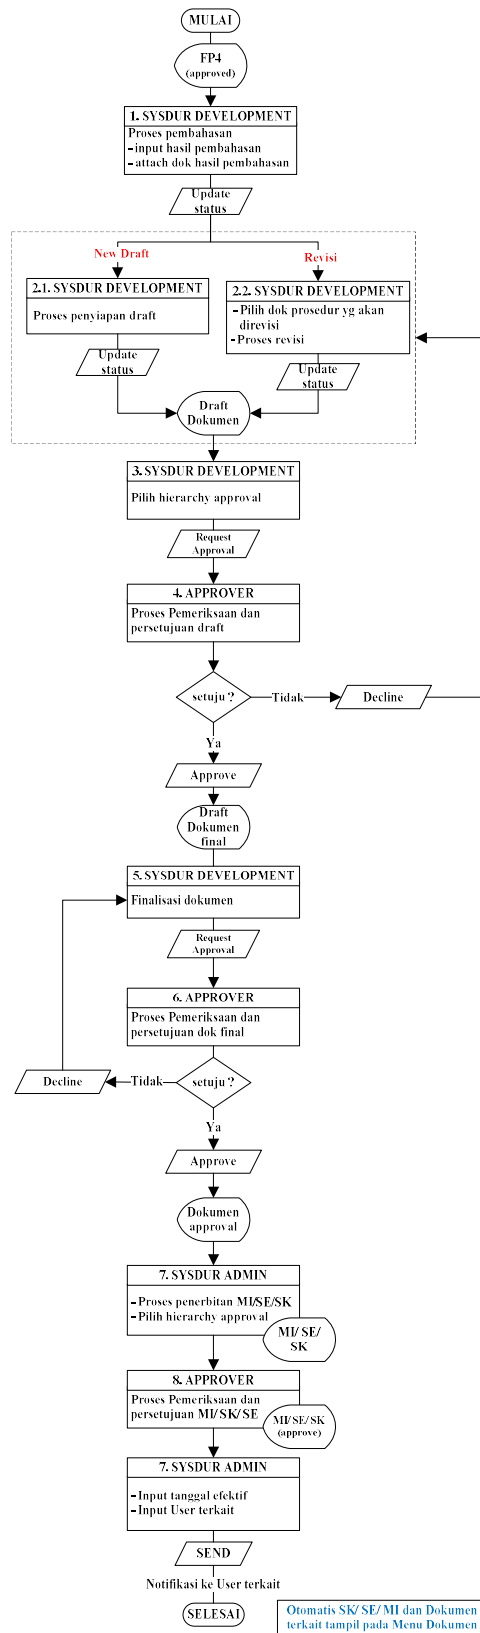 MULAI
FP4
(approved)
1. SYSDUR DEVELOPMENT
Proses pembahasan
- input hasil pembahasan
- attach dok hasil pembahasan
Update
status
New Draft
Revisi
2.1. SYSDUR DEVELOPMENT
Proses penyiapan draft
Update
status
2.2. SYSDUR DEVELOPMENT
- Pilih dok prosedur yg akan
direvisi
- Proses revisi
Update
status
Draft
Dokumen
3. SYSDUR DEVELOPMENT
Pilih hierarchy approval
Request
Approval
4. APPROVER
Proses Pemeriksaan dan
persetujuan draft
setuju ?
Tidak
Decline
Ya
Approve
Draft
Dokumen
final
5. SYSDUR DEVELOPMENT
Finalisasi dokumen
Request
Approval
6. APPROVER
Proses Pemeriksaan dan
persetujuan dok final
Decline
Tidak
setuju ?
Ya
Approve
Dokumen
approval
7. SYSDUR ADMIN
- Proses penerbitan MI/SE/SK
- Pilih hierarchy approval
MI/ SE/
SK
8. APPROVER
Proses Pemeriksaan dan
persetujuan MI/SK/SE
MI/SE/SK
(approve)
7. SYSDUR ADMIN
- Input tanggal efektif
- Input User terkait
SEND
Notifikasi ke User terkait
SELESAI
Otomatis SK/ SE/ MI dan Dokumen
terkait tampil pada Menu Dokumen